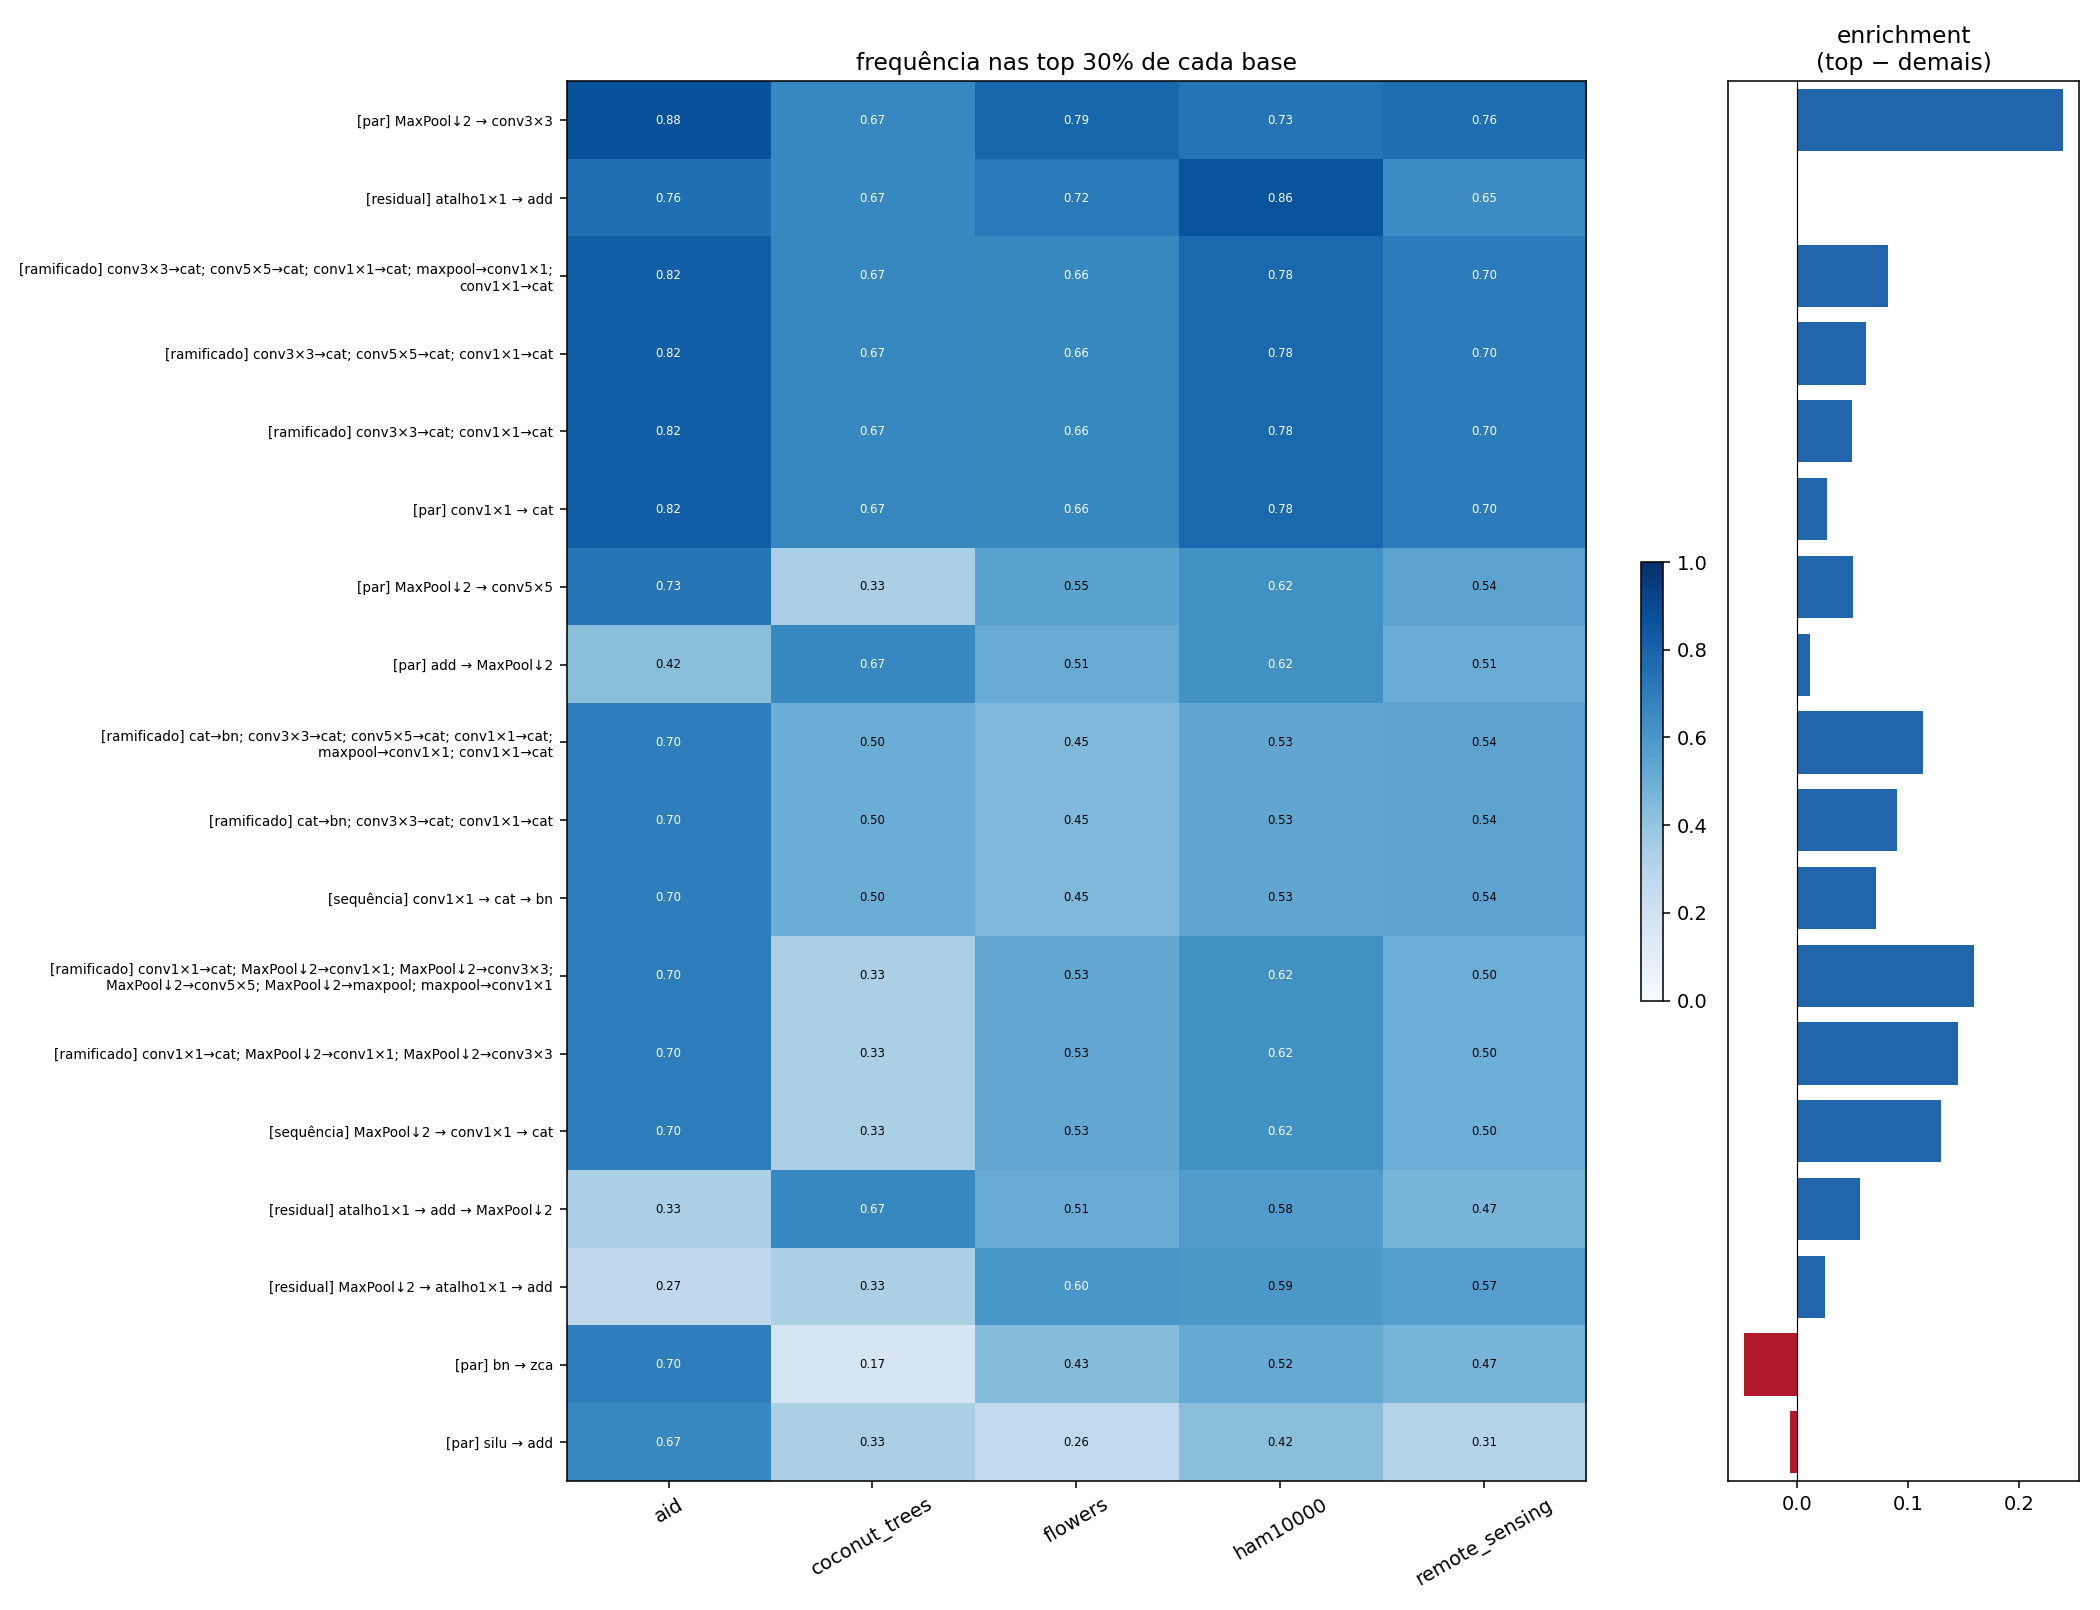 frequência nas top 30% de cada base
enrichment
(top − demais)
[par] MaxPool↓2 → conv3×3
0.88 0.67 0.79 0.73 0.76
[residual] atalho1×1 → add
0.76 0.67 0.72 0.86 0.65
[ramificado] conv3×3→cat; conv5×5→cat; conv1×1→cat; maxpool→conv1×1;
conv1×1→cat
0.82 0.67 0.66 0.78 0.70
[ramificado] conv3×3→cat; conv5×5→cat; conv1×1→cat
0.82 0.67 0.66 0.78 0.70
[ramificado] conv3×3→cat; conv1×1→cat
0.82 0.67 0.66 0.78 0.70
[par] conv1×1 → cat
0.82 0.67 0.66 0.78 0.70
[par] MaxPool↓2 → conv5×5
0.73 0.33 0.55 0.62 0.54
[par] add → MaxPool↓2
0.42 0.67 0.51 0.62 0.51
[ramificado] cat→bn; conv3×3→cat; conv5×5→cat; conv1×1→cat;
maxpool→conv1×1; conv1×1→cat
0.70 0.50 0.45 0.53 0.54
[ramificado] cat→bn; conv3×3→cat; conv1×1→cat
0.70 0.50 0.45 0.53 0.54
[sequência] conv1×1 → cat → bn
0.70 0.50 0.45 0.53 0.54
[ramificado] conv1×1→cat; MaxPool↓2→conv1×1; MaxPool↓2→conv3×3;
MaxPool↓2→conv5×5; MaxPool↓2→maxpool; maxpool→conv1×1
0.70 0.33 0.53 0.62 0.50
[ramificado] conv1×1→cat; MaxPool↓2→conv1×1; MaxPool↓2→conv3×3
0.70 0.33 0.53 0.62 0.50
[sequência] MaxPool↓2 → conv1×1 → cat
0.70 0.33 0.53 0.62 0.50
[residual] atalho1×1 → add → MaxPool↓2
0.33 0.67 0.51 0.58 0.47
[residual] MaxPool↓2 → atalho1×1 → add
0.27 0.33 0.60 0.59 0.57
[par] bn → zca
0.70 0.17 0.43 0.52 0.47
[par] silu → add
0.67 0.33 0.26 0.42 0.31
aid
coconut_trees
flowers
ham10000
remote_sensing
1.0
0.8
0.6
0.4
0.2
0.0
0.0 0.1 0.2